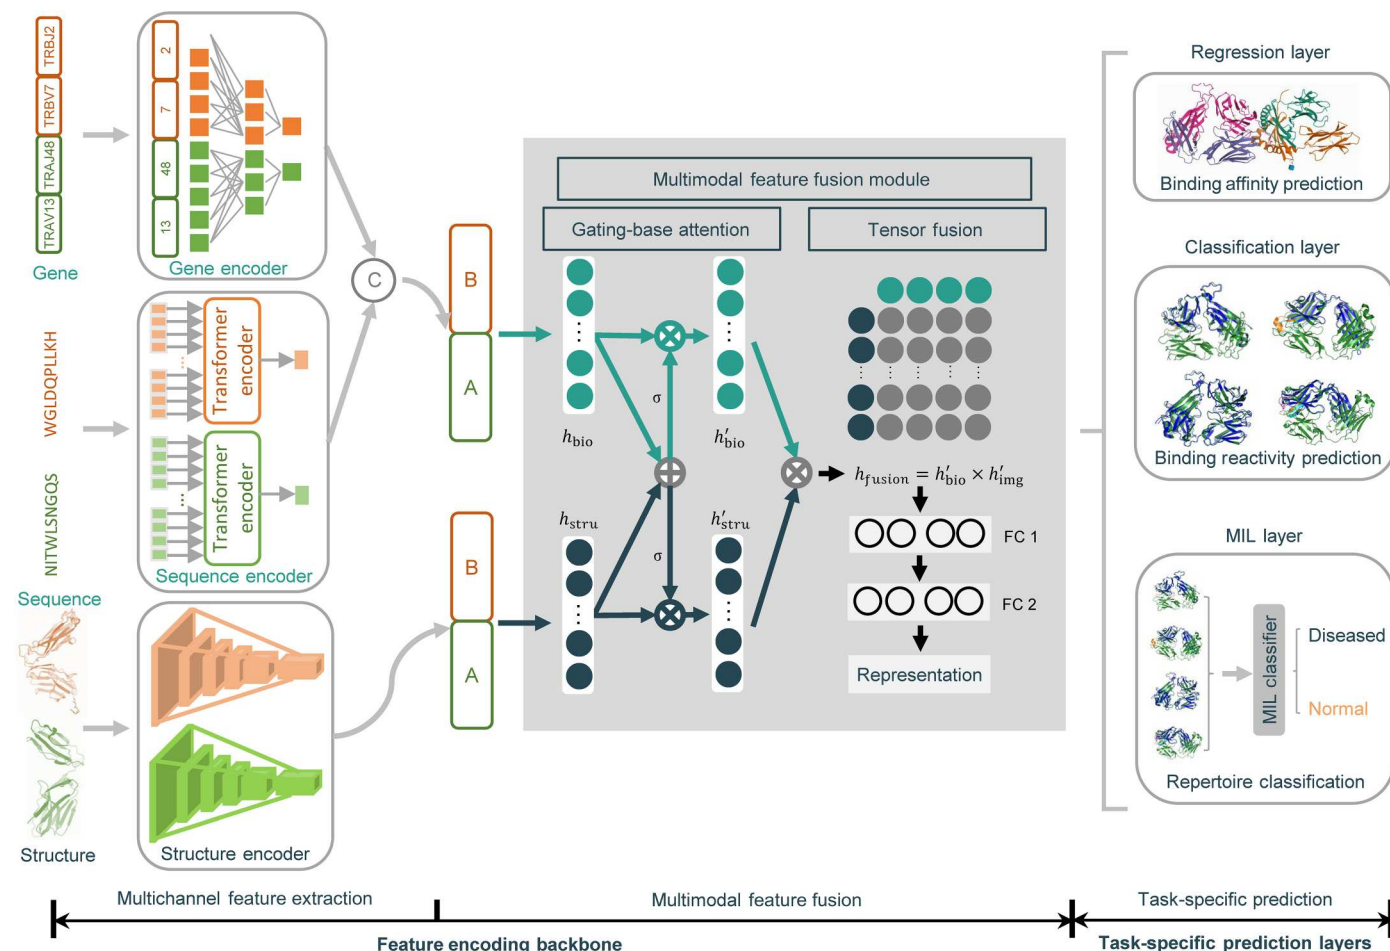 TRBJ2
TRBV7
TRAJ48
TRAV13
Gene
2
7
48
13
Gene encoder
WGLDQPLLKH
NITWLSNGQS
Sequence
Transformer
encoder
Transformer
encoder
Sequence encoder
Structure
Structure encoder
C
B
A
B
A
Multimodal feature fusion module
Gating-base attention
Tensor fusion
h_bio
h'_bio
σ
h_stru
h'_stru
σ
h_fusion = h'_bio × h'_img
FC 1
FC 2
Representation
Regression layer
Binding affinity prediction
Classification layer
Binding reactivity prediction
MIL layer
MIL classifier
Diseased
Normal
Repertoire classification
Multichannel feature extraction
Multimodal feature fusion
Task-specific prediction
Feature encoding backbone
Task-specific prediction layers